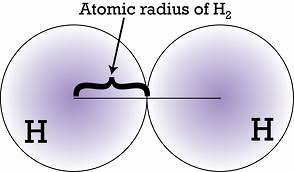 Atomic radius of H₂
H
H